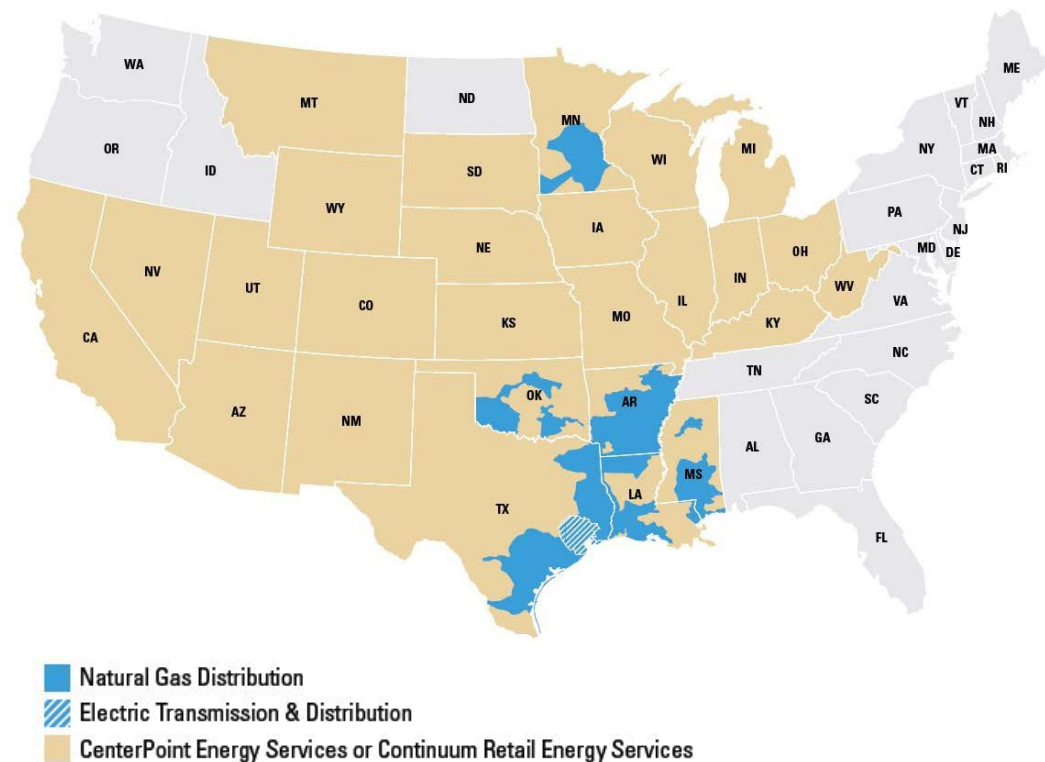 WA
MT
ND
MN
ME
VT
NH
OR
ID
SD
WI
MI
NY
MA
CT
RI
WY
PA
NJ
IA
NE
MD
DE
OH
NV
UT
CO
IL
IN
WV
VA
CA
KS
MO
KY
NC
TN
AZ
NM
OK
AR
SC
AL
GA
MS
LA
TX
FL
Natural Gas Distribution
Electric Transmission & Distribution
CenterPoint Energy Services or Continuum Retail Energy Services